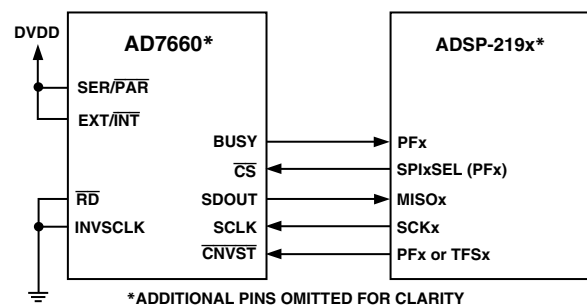 DVDD
AD7660*
ADSP-219x*
SER/PAR
EXT/INT
BUSY
PFx
CS
SPIxSEL (PFx)
RD
SDOUT
MISOx
INVSCLK
SCLK
SCKx
CNVST
PFx or TFSx
*ADDITIONAL PINS OMITTED FOR CLARITY